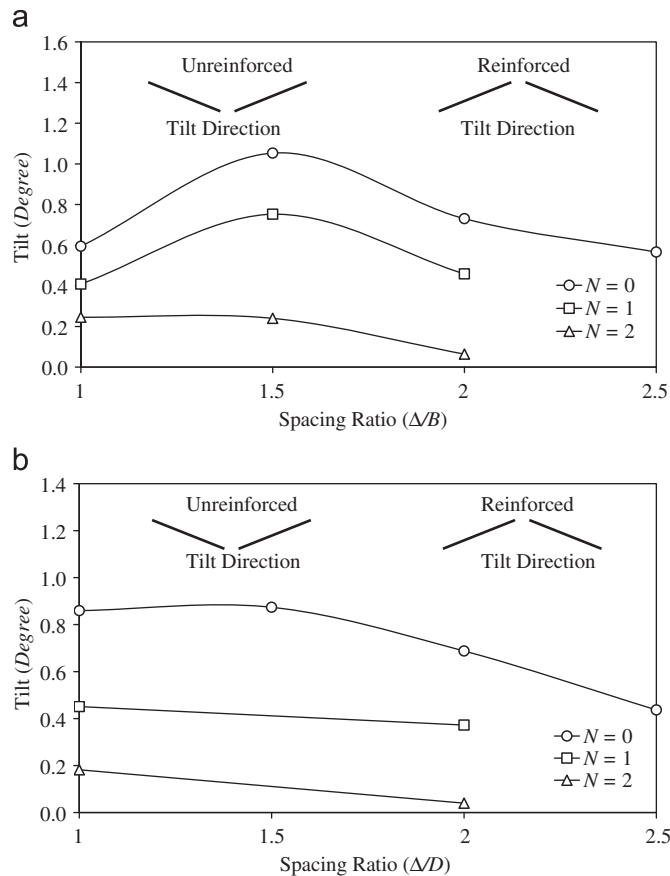 a
1.6
1.4
1.2
1.0
0.8
0.6
0.4
0.2
0.0
Tilt (Degree)
Unreinforced
Reinforced
Tilt Direction
Tilt Direction
N = 0
N = 1
N = 2
1
1.5
2
2.5
Spacing Ratio (Δ/B)
b
1.4
1.2
1.0
0.8
0.6
0.4
0.2
0.0
Tilt (Degree)
Unreinforced
Reinforced
Tilt Direction
Tilt Direction
N = 0
N = 1
N = 2
1
1.5
2
2.5
Spacing Ratio (Δ/D)